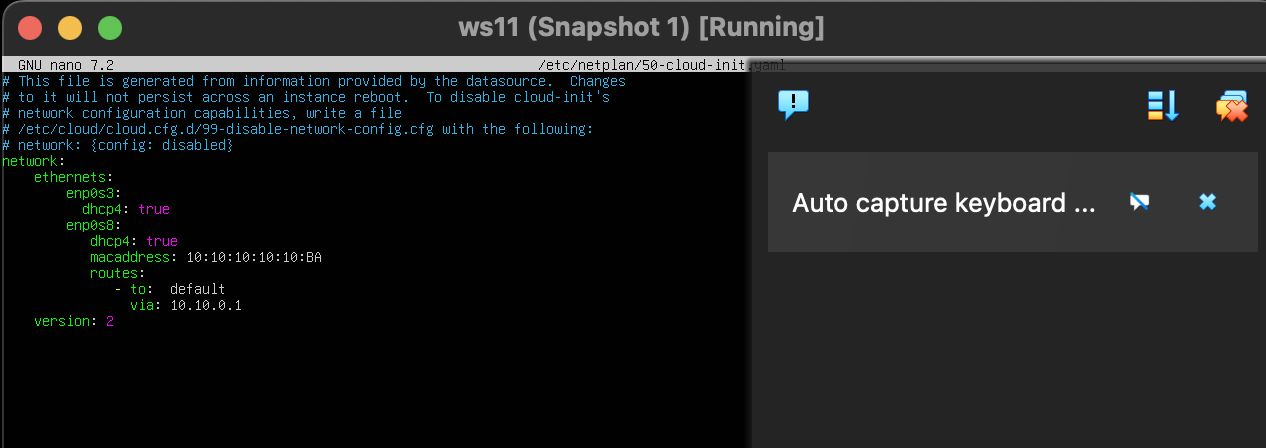 ws11 (Snapshot 1) [Running]
GNU nano 7.2 /etc/netplan/50-cloud-init.yaml
# This file is generated from information provided by the datasource.  Changes
# to it will not persist across an instance reboot.  To disable cloud-init's
# network configuration capabilities, write a file
# /etc/cloud/cloud.cfg.d/99-disable-network-config.cfg with the following:
# network: {config: disabled}
network:
    ethernets:
        enp0s3:
          dhcp4: true
        enp0s8:
           dhcp4: true
           macaddress: 10:10:10:10:10:BA
           routes:
              - to:  default
                via: 10.10.0.1
    version: 2
Auto capture keyboard ...